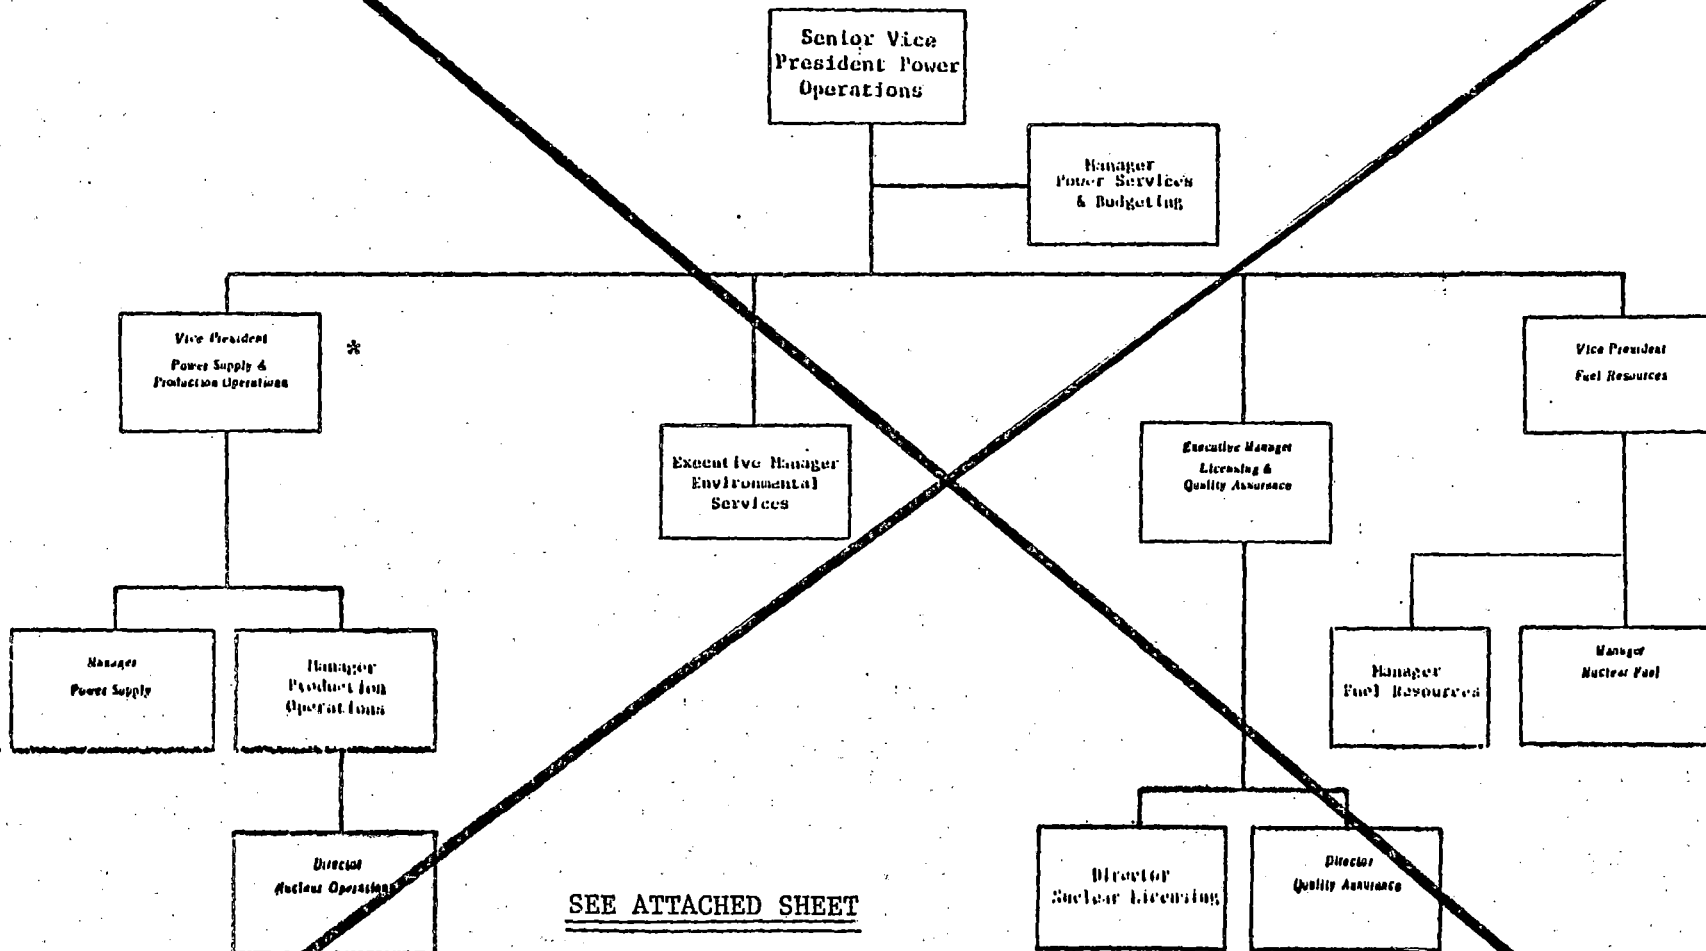 Senior Vice
President Power
Operations
Manager
Power Services
& Budgeting
Vice President
Power Supply &
Production Operations
*
Executive Manager
Environmental
Services
Executive Manager
Licensing &
Quality Assurance
Vice President
Fuel Resources
Manager
Power Supply
Manager
Production
Operations
Manager
Fuel Resources
Manager
Nuclear Fuel
Director
Nuclear Operations
Director
Nuclear Licensing
Director
Quality Assurance
SEE ATTACHED SHEET